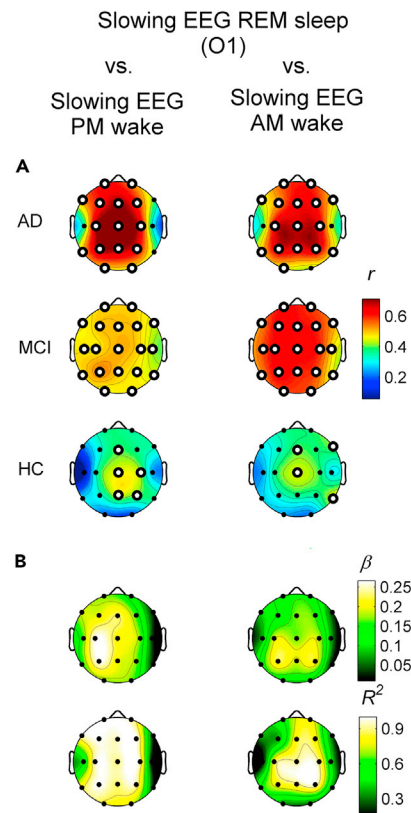 Slowing EEG REM sleep
(O1)
vs. vs.
Slowing EEG Slowing EEG
PM wake AM wake
A
AD
r
MCI
0.6
0.4
0.2
HC
B
β
0.25
0.20
0.15
0.10
0.05
R²
0.9
0.6
0.3